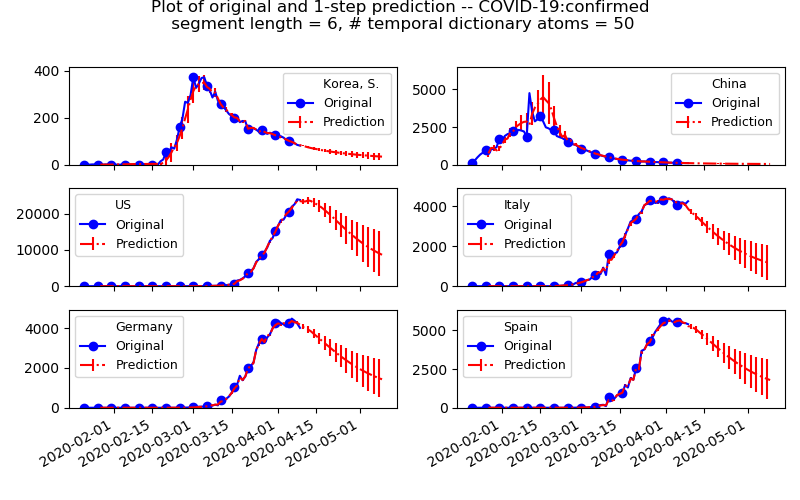 Plot of original and 1-step prediction -- COVID-19:confirmed
segment length = 6, # temporal dictionary atoms = 50
400
200
0
Korea, S.
Original
Prediction
5000
2500
0
China
Original
Prediction
20000
10000
0
US
Original
Prediction
4000
2000
0
Italy
Original
Prediction
4000
2000
0
Germany
Original
Prediction
5000
2500
0
Spain
Original
Prediction
2020-02-01
2020-02-15
2020-03-01
2020-03-15
2020-04-01
2020-04-15
2020-05-01
2020-02-01
2020-02-15
2020-03-01
2020-03-15
2020-04-01
2020-04-15
2020-05-01